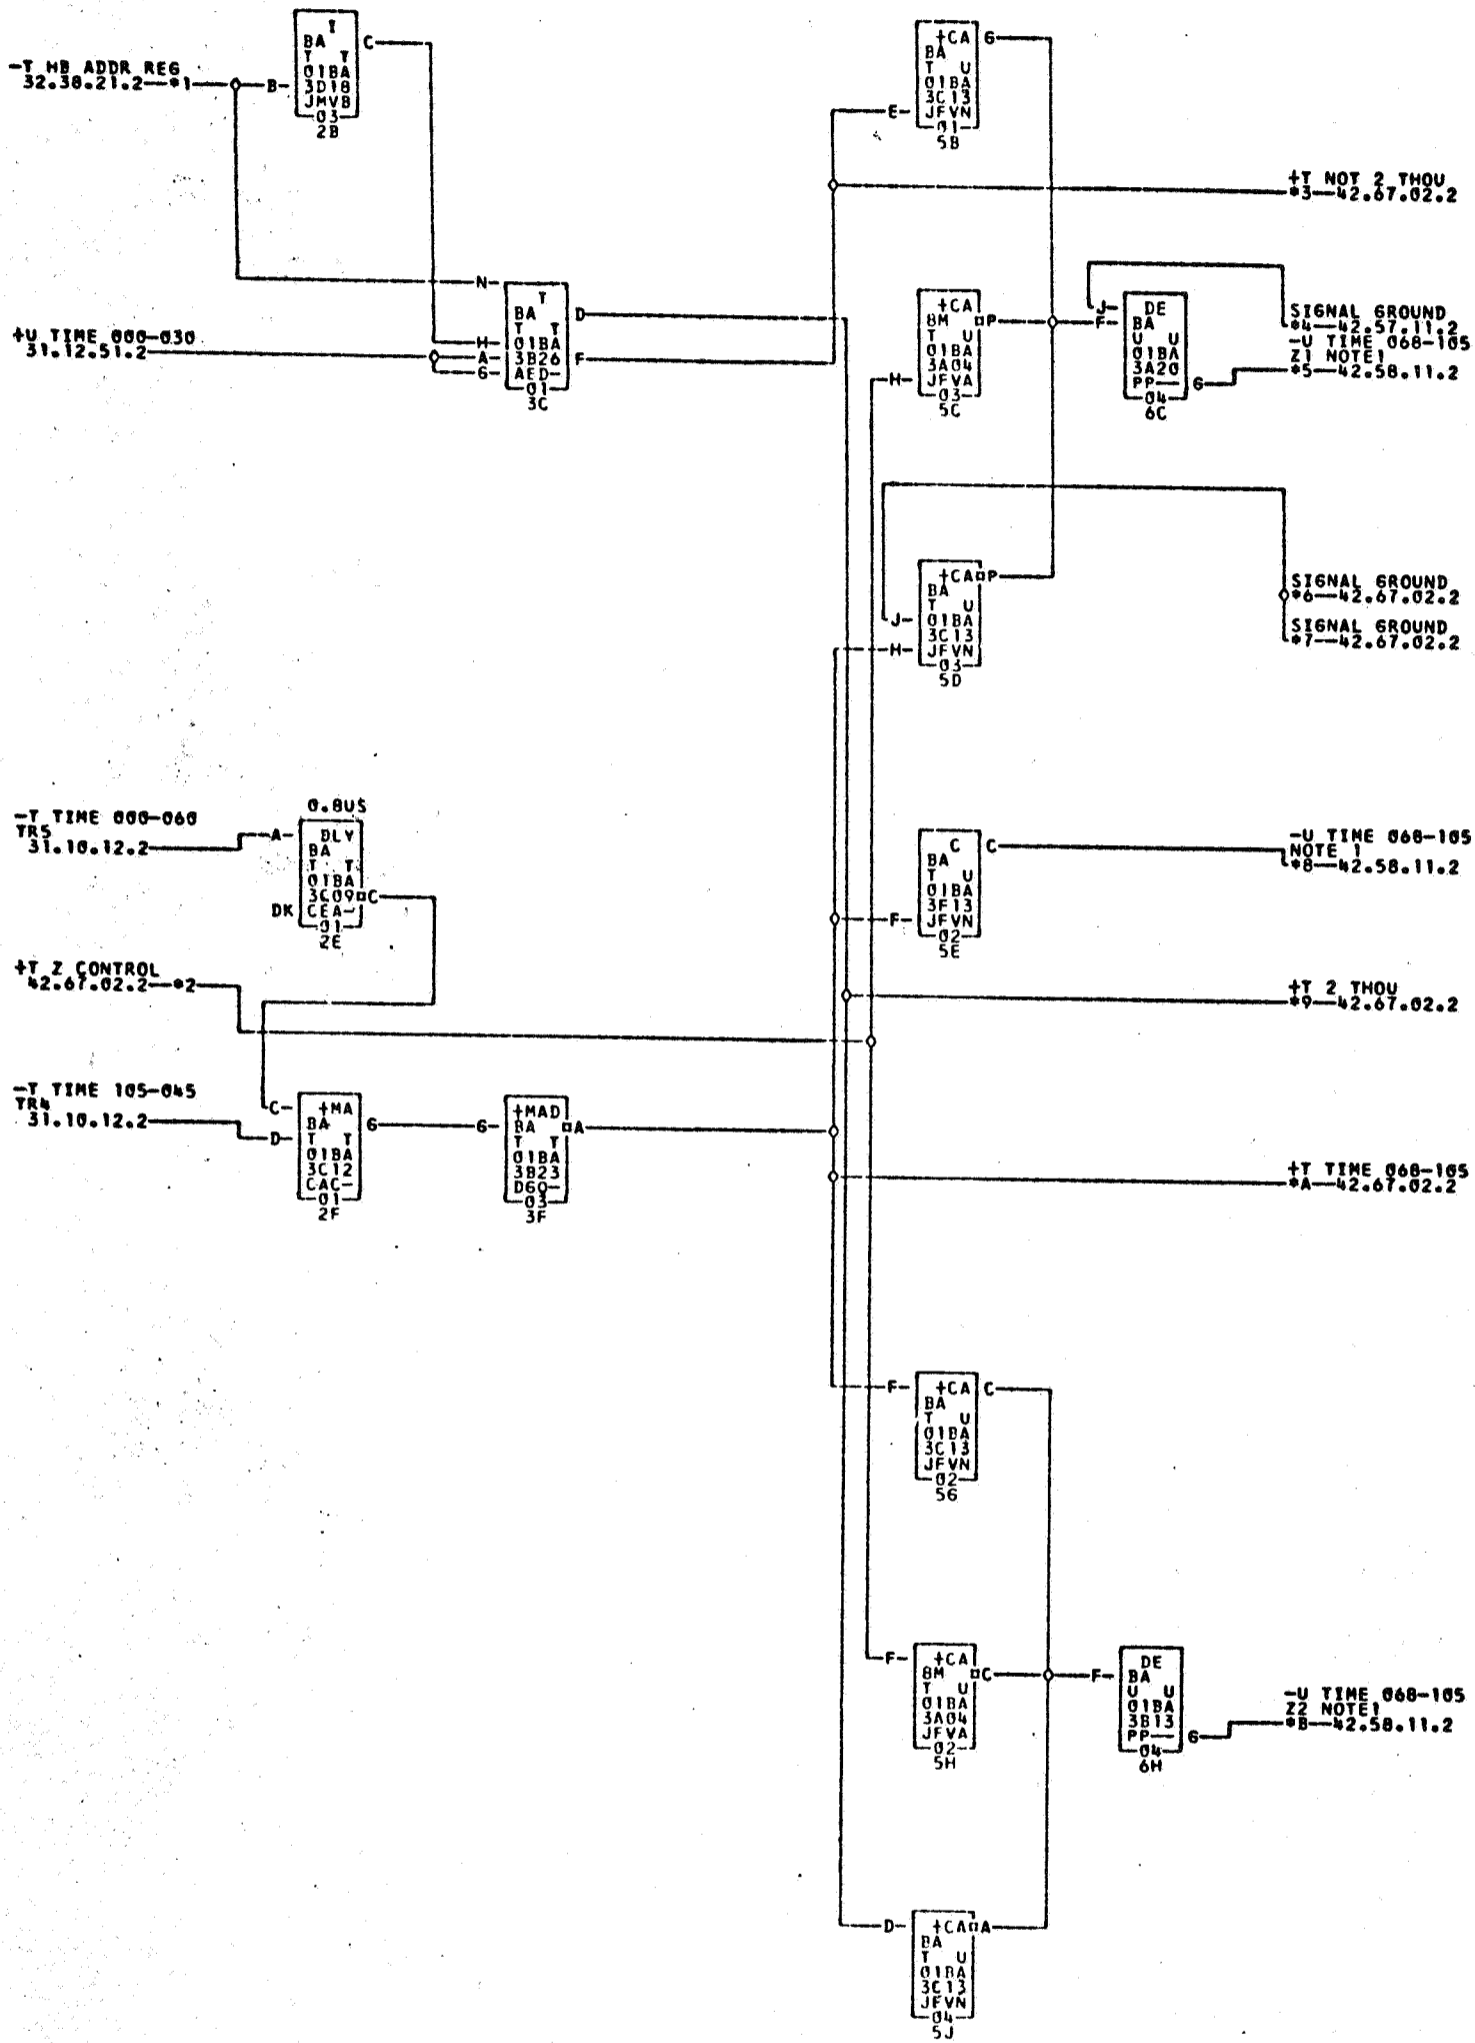 -T HB ADDR REG
32.38.21.2—*1
B-
I
BA
C
T T
01BA
3D18
JMVB
03
2B
+CA G
BA
T U
01BA
3C13
JFVN
01
5B
E-
+T NOT 2 THOU
*3—42.67.02.2
+U TIME 000-030
31.12.51.2
N-
H-
A-
G-
T
BA D
T T
01BA
3B26 F
AED-
01
3C
+CA
8M P
T U
01BA
3A04
JFVA
03
5C
H-
J-
F-
DE
BA
U U
01BA
3A20
PP—
G
04
6C
SIGNAL GROUND
*4—42.57.11.2
-U TIME 068-105
Z1 NOTE1
*5—42.58.11.2
+CA P
BA
T U
01BA
3C13
JFVN
03
5D
J-
H-
SIGNAL GROUND
*6—42.67.02.2
SIGNAL GROUND
*7—42.67.02.2
-T TIME 000-060
TR5
31.10.12.2
0.8US
A-
DLY
BA
T T
01BA
3C09 C
DK CEA-
01
2E
C C
BA
T U
01BA
3F13
JFVN
02
5E
F-
-U TIME 068-105
NOTE 1
*8—42.58.11.2
+T Z CONTROL
42.67.02.2—*2
+T 2 THOU
*9—42.67.02.2
-T TIME 105-045
TR4
31.10.12.2
C-
D-
+MA
BA G
T T
01BA
3C12
CAC-
01
2F
G-
+MAD
BA A
T T
01BA
3B23
D6O-
03
3F
+T TIME 068-105
*A—42.67.02.2
F-
+CA C
BA
T U
01BA
3C13
JFVN
02
5G
F-
+CA
8M C
T U
01BA
3A04
JFVA
02
5H
F-
DE
BA
U U
01BA
3B13
PP—
G
04
6H
-U TIME 068-105
Z2 NOTE1
*B—42.58.11.2
D-
+CA A
BA
T U
01BA
3C13
JFVN
04
5J